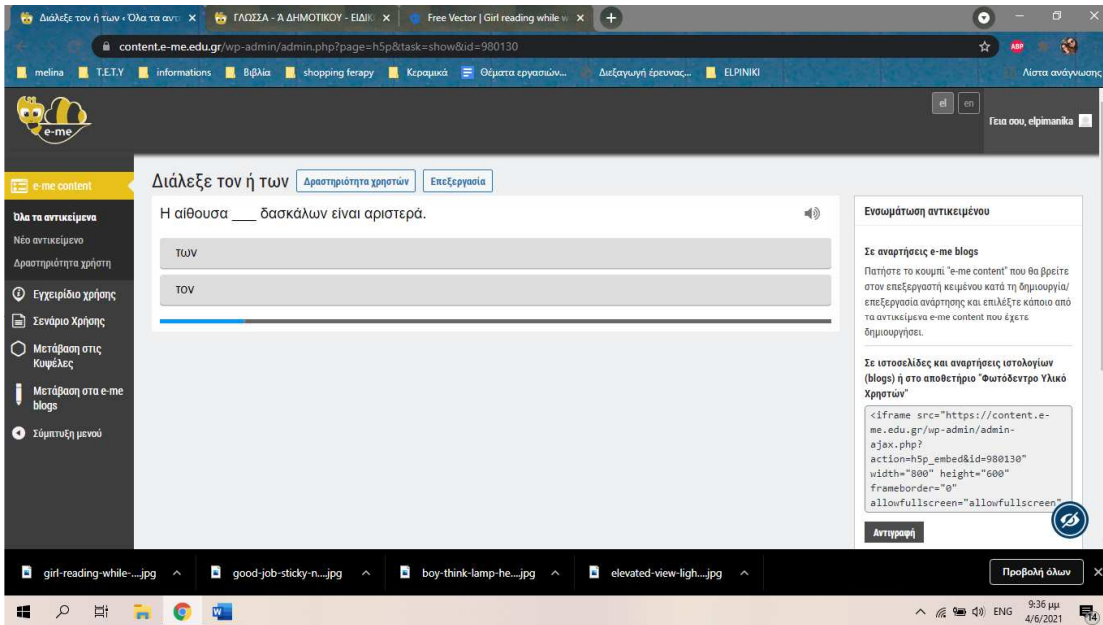 Διάλεξε τον ή των ‹ Όλα τα αντι
ΓΛΩΣΣΑ - Ά ΔΗΜΟΤΙΚΟΥ - ΕΙΔΙΚ
Free Vector | Girl reading while w
content.e-me.edu.gr/wp-admin/admin.php?page=h5p&task=show&id=980130
ABP
melina T.E.T.Y informations Βιβλία shopping ferapy Κεραμικά Θέματα εργασιών... Διεξαγωγή έρευνας... ELPINIKI Λίστα ανάγνωσης
e-me
el en
Γεια σου, elpimanika
e-me content
Όλα τα αντικείμενα
Νέο αντικείμενο
Δραστηριότητα χρήστη
Εγχειρίδιο χρήσης
Σενάριο Χρήσης
Μετάβαση στις
Κυψέλες
Μετάβαση στα e-me
blogs
Σύμπτυξη μενού
Διάλεξε τον ή των Δραστηριότητα χρηστών Επεξεργασία
Η αίθουσα ___ δασκάλων είναι αριστερά.
των
τον
Ενσωμάτωση αντικειμένου
Σε αναρτήσεις e-me blogs
Πατήστε το κουμπί "e-me content" που θα βρείτε
στον επεξεργαστή κειμένου κατά τη δημιουργία/
επεξεργασία ανάρτησης και επιλέξτε κάποιο από
τα αντικείμενα e-me content που έχετε
δημιουργήσει.
Σε ιστοσελίδες και αναρτήσεις ιστολογίων
(blogs) ή στο αποθετήριο "Φωτόδεντρο Υλικό
Χρηστών"
<iframe src="https://content.e-
me.edu.gr/wp-admin/admin-
ajax.php?
action=h5p_embed&id=980130"
width="800" height="600"
frameborder="0"
allowfullscreen="allowfullscreen"
Αντιγραφή
girl-reading-while-....jpg
good-job-sticky-n....jpg
boy-think-lamp-he....jpg
elevated-view-ligh....jpg
Προβολή όλων
ENG
9:36 μμ
4/6/2021
14